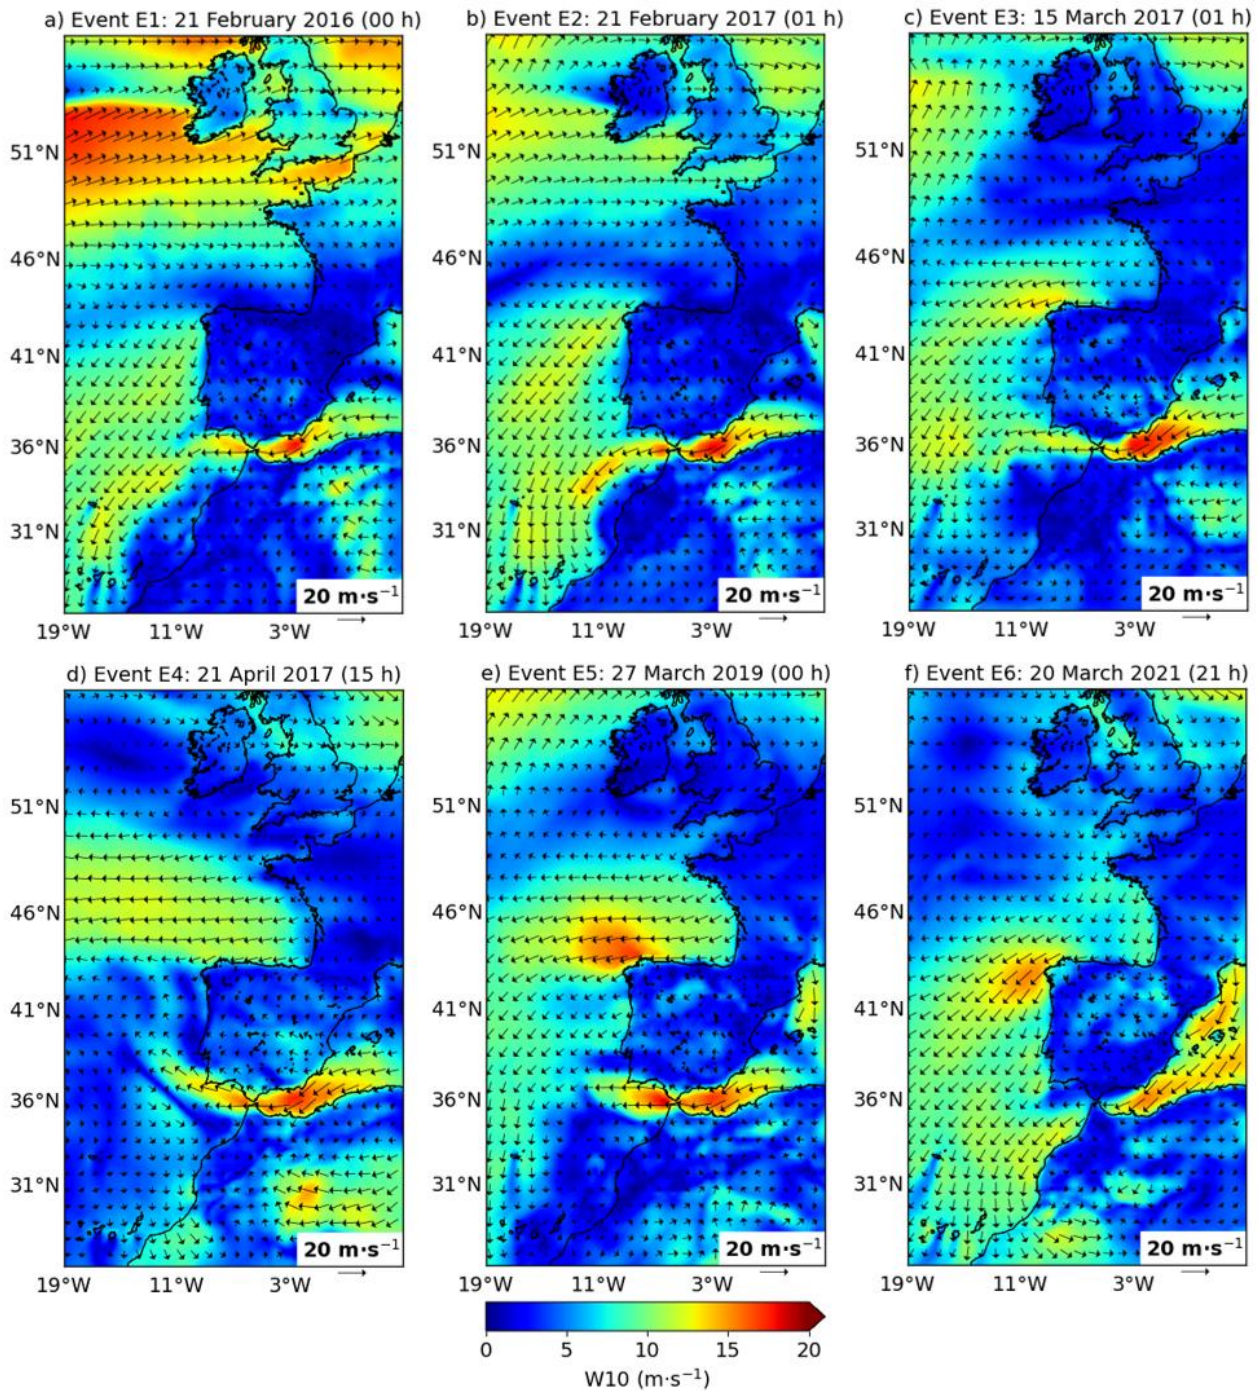 a) Event E1: 21 February 2016 (00 h)
b) Event E2: 21 February 2017 (01 h)
c) Event E3: 15 March 2017 (01 h)
51°N
46°N
41°N
36°N
31°N
19°W
11°W
3°W
20 m·s⁻¹
51°N
46°N
41°N
36°N
31°N
19°W
11°W
3°W
20 m·s⁻¹
51°N
46°N
41°N
36°N
31°N
19°W
11°W
3°W
20 m·s⁻¹
d) Event E4: 21 April 2017 (15 h)
e) Event E5: 27 March 2019 (00 h)
f) Event E6: 20 March 2021 (21 h)
51°N
46°N
41°N
36°N
31°N
19°W
11°W
3°W
20 m·s⁻¹
51°N
46°N
41°N
36°N
31°N
19°W
11°W
3°W
20 m·s⁻¹
51°N
46°N
41°N
36°N
31°N
19°W
11°W
3°W
20 m·s⁻¹
0 5 10 15 20
W10 (m·s⁻¹)